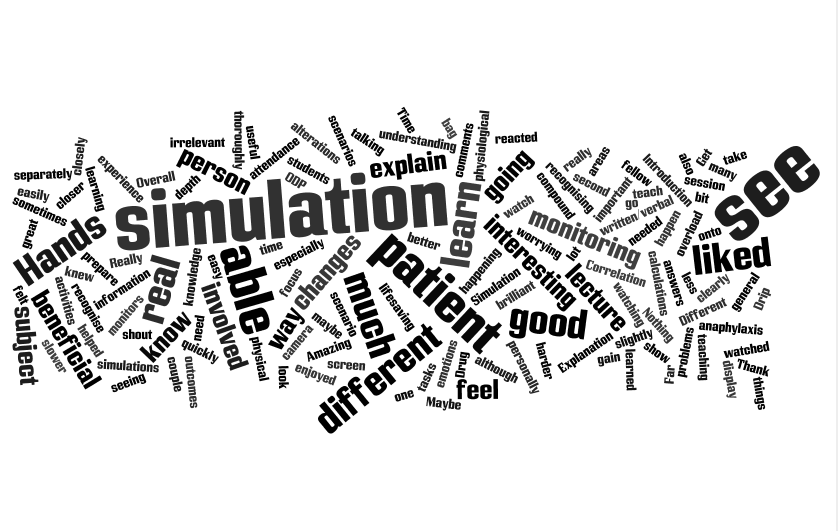 simulation
see
patient
able
different
learn
real
Hands
much
good
liked
person
explain
going
monitoring
interesting
lecture
know
involved
way
changes
beneficial
subject
feel
irrelevant
thoroughly
useful
alterations
scenarios
talking
Time
understanding
bag
comments
physiological
reacted
attendance
students
ODP
depth
Overall
experience
learning
closely
closer
separately
easily
sometimes
great
prepare
Really
knew
information
recognise
monitors
activities
helped
felt
slower
shout
simulations
seeing
quickly
need
knowledge
easy
time
especially
focus
physical
couple
outcomes
look
enjoyed
screen
Amazing
camera
maybe
scenario
lifesaving
better
happening
Simulation
brilliant
worrying
watch
compound
recognising
second
really
areas
important
fellow
Introduction
teach
go
written/verbal
needed
happen
also
Get
many
take
session
bit
overload
onto
lot
Correlation
calculations
answers
less
clearly
Different
general
Drip
watching
Nothing
anaphylaxis
slightly
show
problems
teaching
watched
Thank
things
display
Far
learned
gain
Explanation
harder
personally
although
Drug
emotions
tasks
one
Maybe